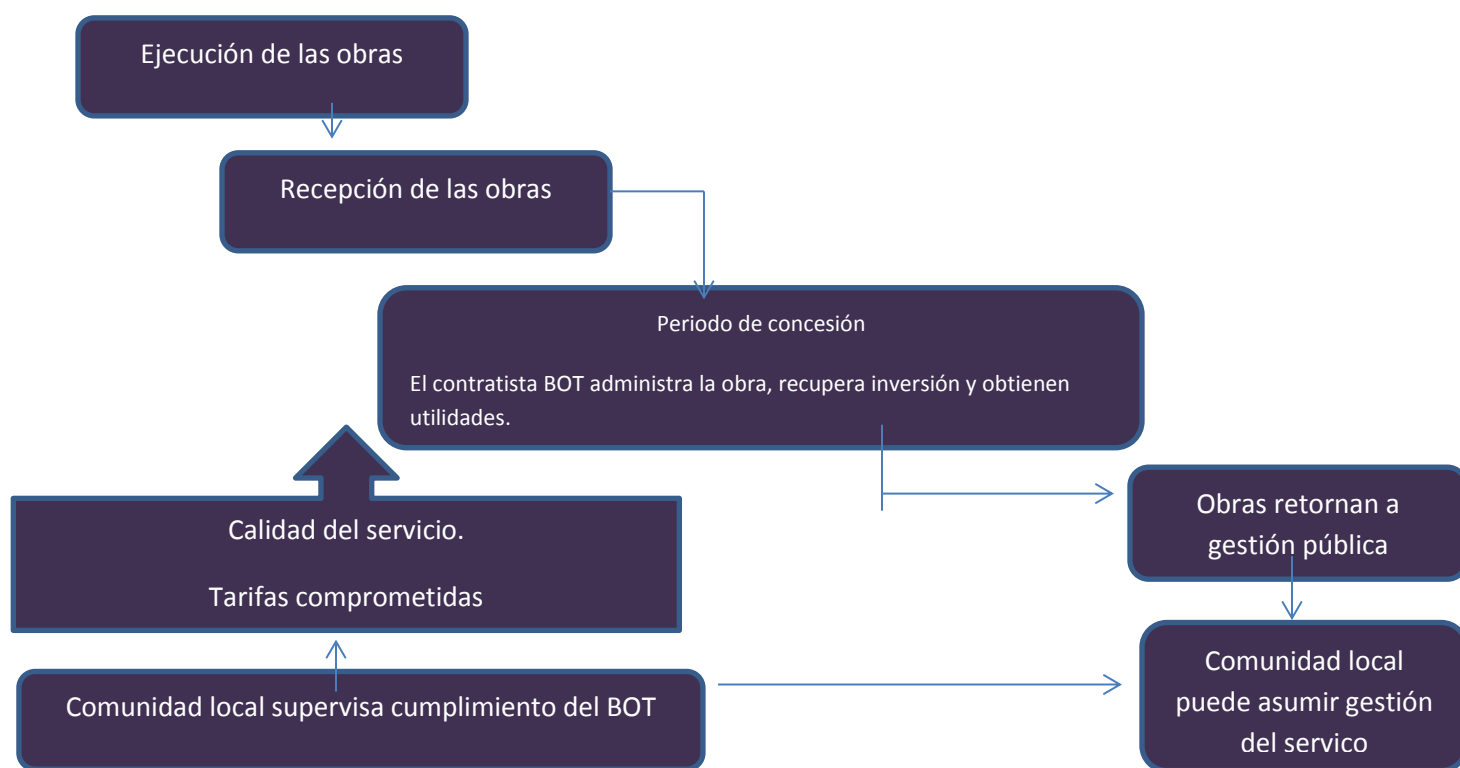 Ejecución de las obras
Recepción de las obras
Periodo de concesión
El contratista BOT administra la obra, recupera inversión y obtienen
utilidades.
Calidad del servicio.
Tarifas comprometidas
Obras retornan a
gestión pública
Comunidad local supervisa cumplimiento del BOT
Comunidad local
puede asumir gestión
del servico